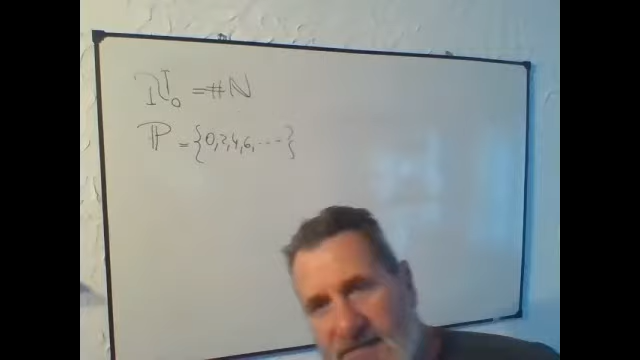 ℵ₀ = #ℕ
ℙ = {0,2,4,6,...}